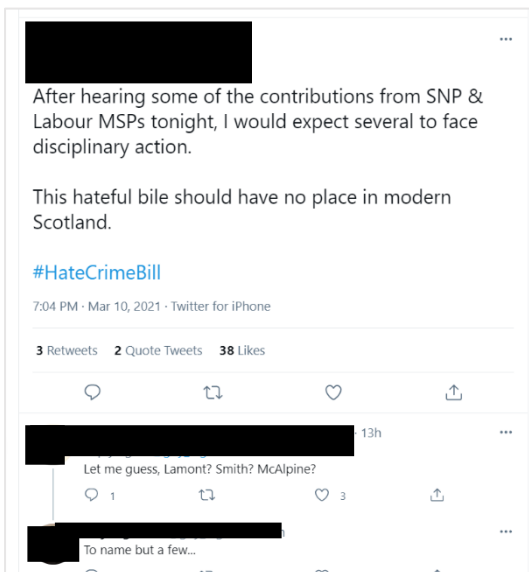 After hearing some of the contributions from SNP &
Labour MSPs tonight, I would expect several to face
disciplinary action.
This hateful bile should have no place in modern
Scotland.
#HateCrimeBill
7:04 PM · Mar 10, 2021 · Twitter for iPhone
3 Retweets 2 Quote Tweets 38 Likes
· 13h
Let me guess, Lamont? Smith? McAlpine?
1 3
To name but a few...